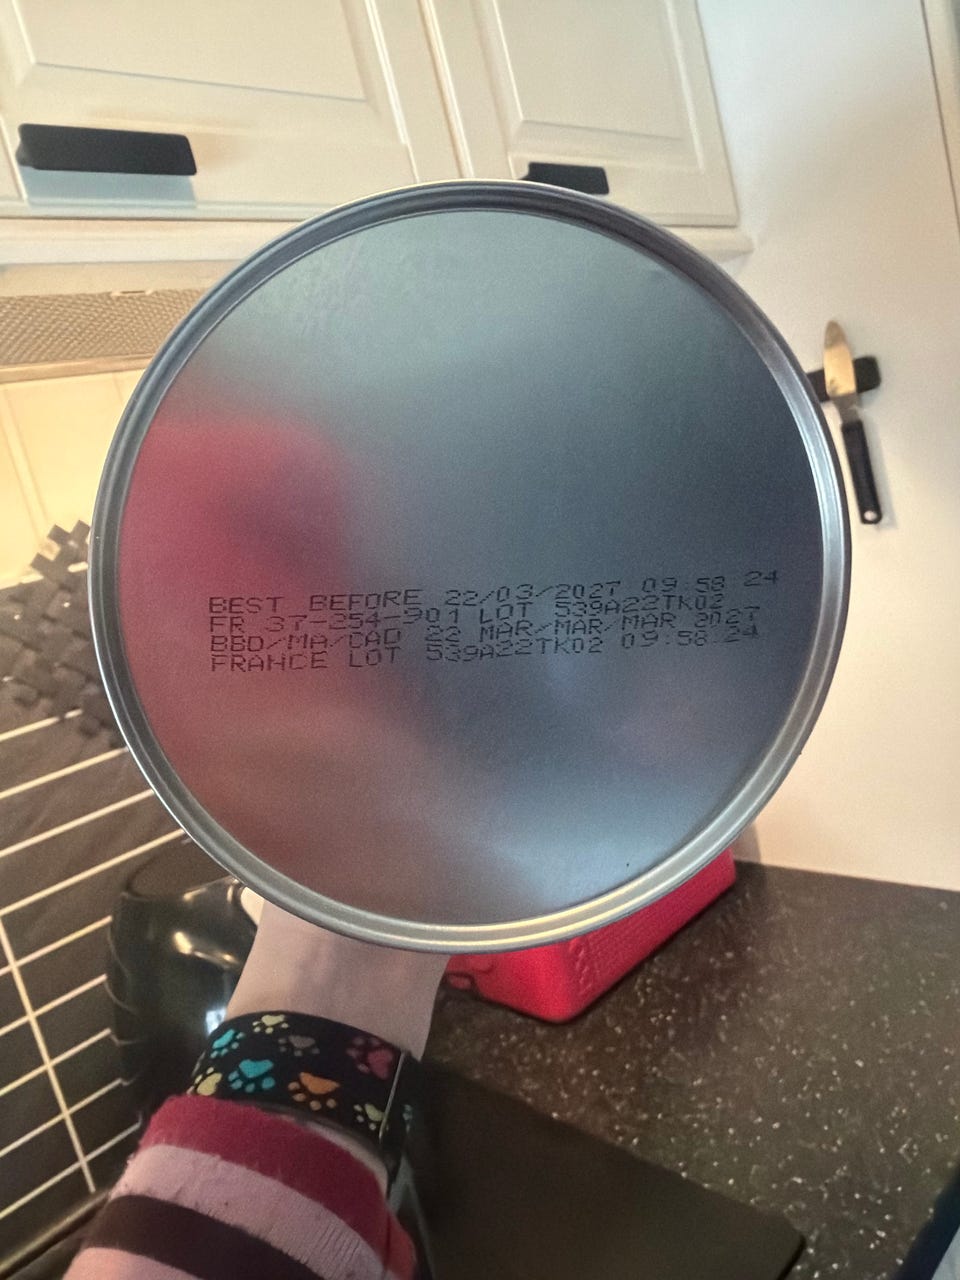 BEST BEFORE 22/03/2027 09:58 24
FR 37-254-901 LOT 539A22TK02
BBD/MA/CAD 22 MAR/MAR/MAR 2027
FRANCE LOT 539A22TK02 09:58:24